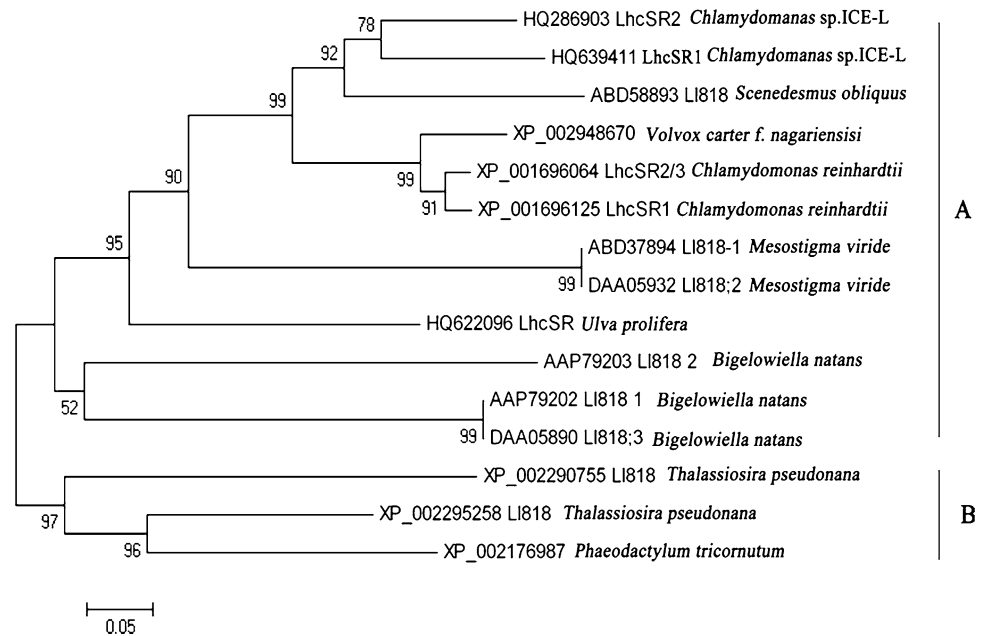 78
HQ286903 LhcSR2 Chlamydomanas sp.ICE-L
92
HQ639411 LhcSR1 Chlamydomanas sp.ICE-L
99
ABD58893 LI818 Scenedesmus obliquus
XP_002948670 Volvox carter f. nagariensisi
90
99
XP_001696064 LhcSR2/3 Chlamydomonas reinhardtii
91
XP_001696125 LhcSR1 Chlamydomonas reinhardtii
A
95
ABD37894 LI818-1 Mesostigma viride
99
DAA05932 LI818;2 Mesostigma viride
HQ622096 LhcSR Ulva prolifera
AAP79203 LI818 2 Bigelowiella natans
52
AAP79202 LI818 1 Bigelowiella natans
99
DAA05890 LI818;3 Bigelowiella natans
XP_002290755 LI818 Thalassiosira pseudonana
97
XP_002295258 LI818 Thalassiosira pseudonana
B
96
XP_002176987 Phaeodactylum tricornutum
0.05